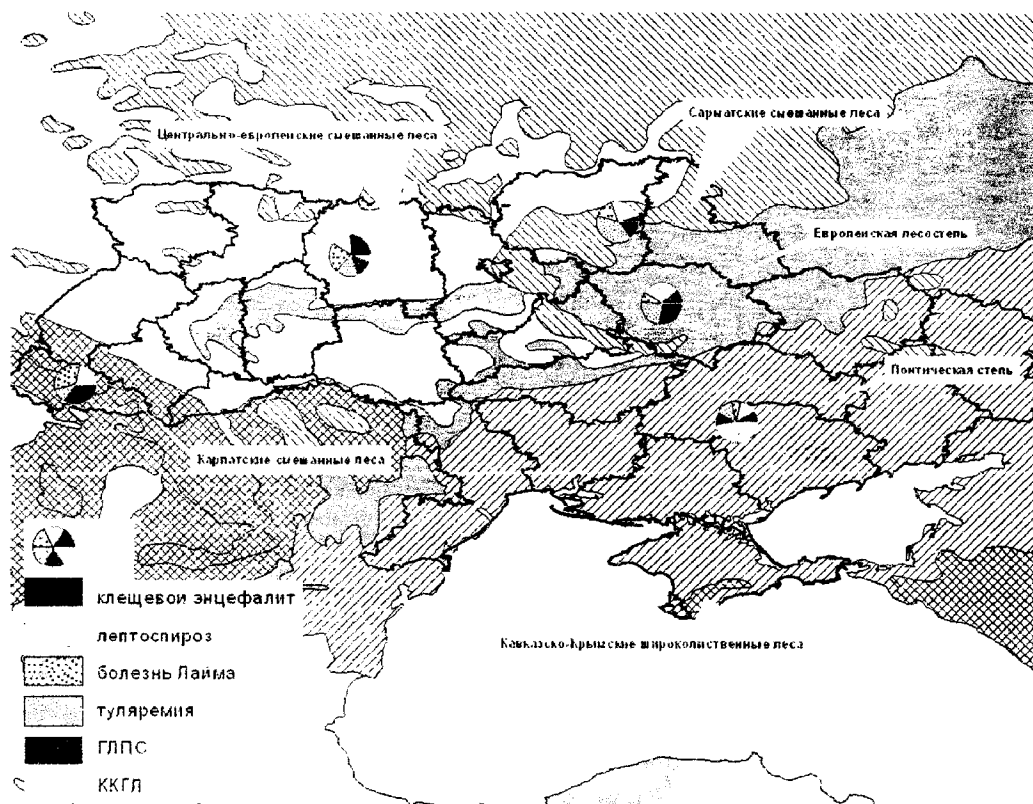 Центрально-европейские смешанные леса
Сарматские смешанные леса
Европейская лесостепь
Понтическая степь
Карпатские смешанные леса
Кавказско-Крымские широколиственные леса
клещевой энцефалит
лептоспироз
болезнь Лайма
туляремия
ГЛПС
ККГЛ